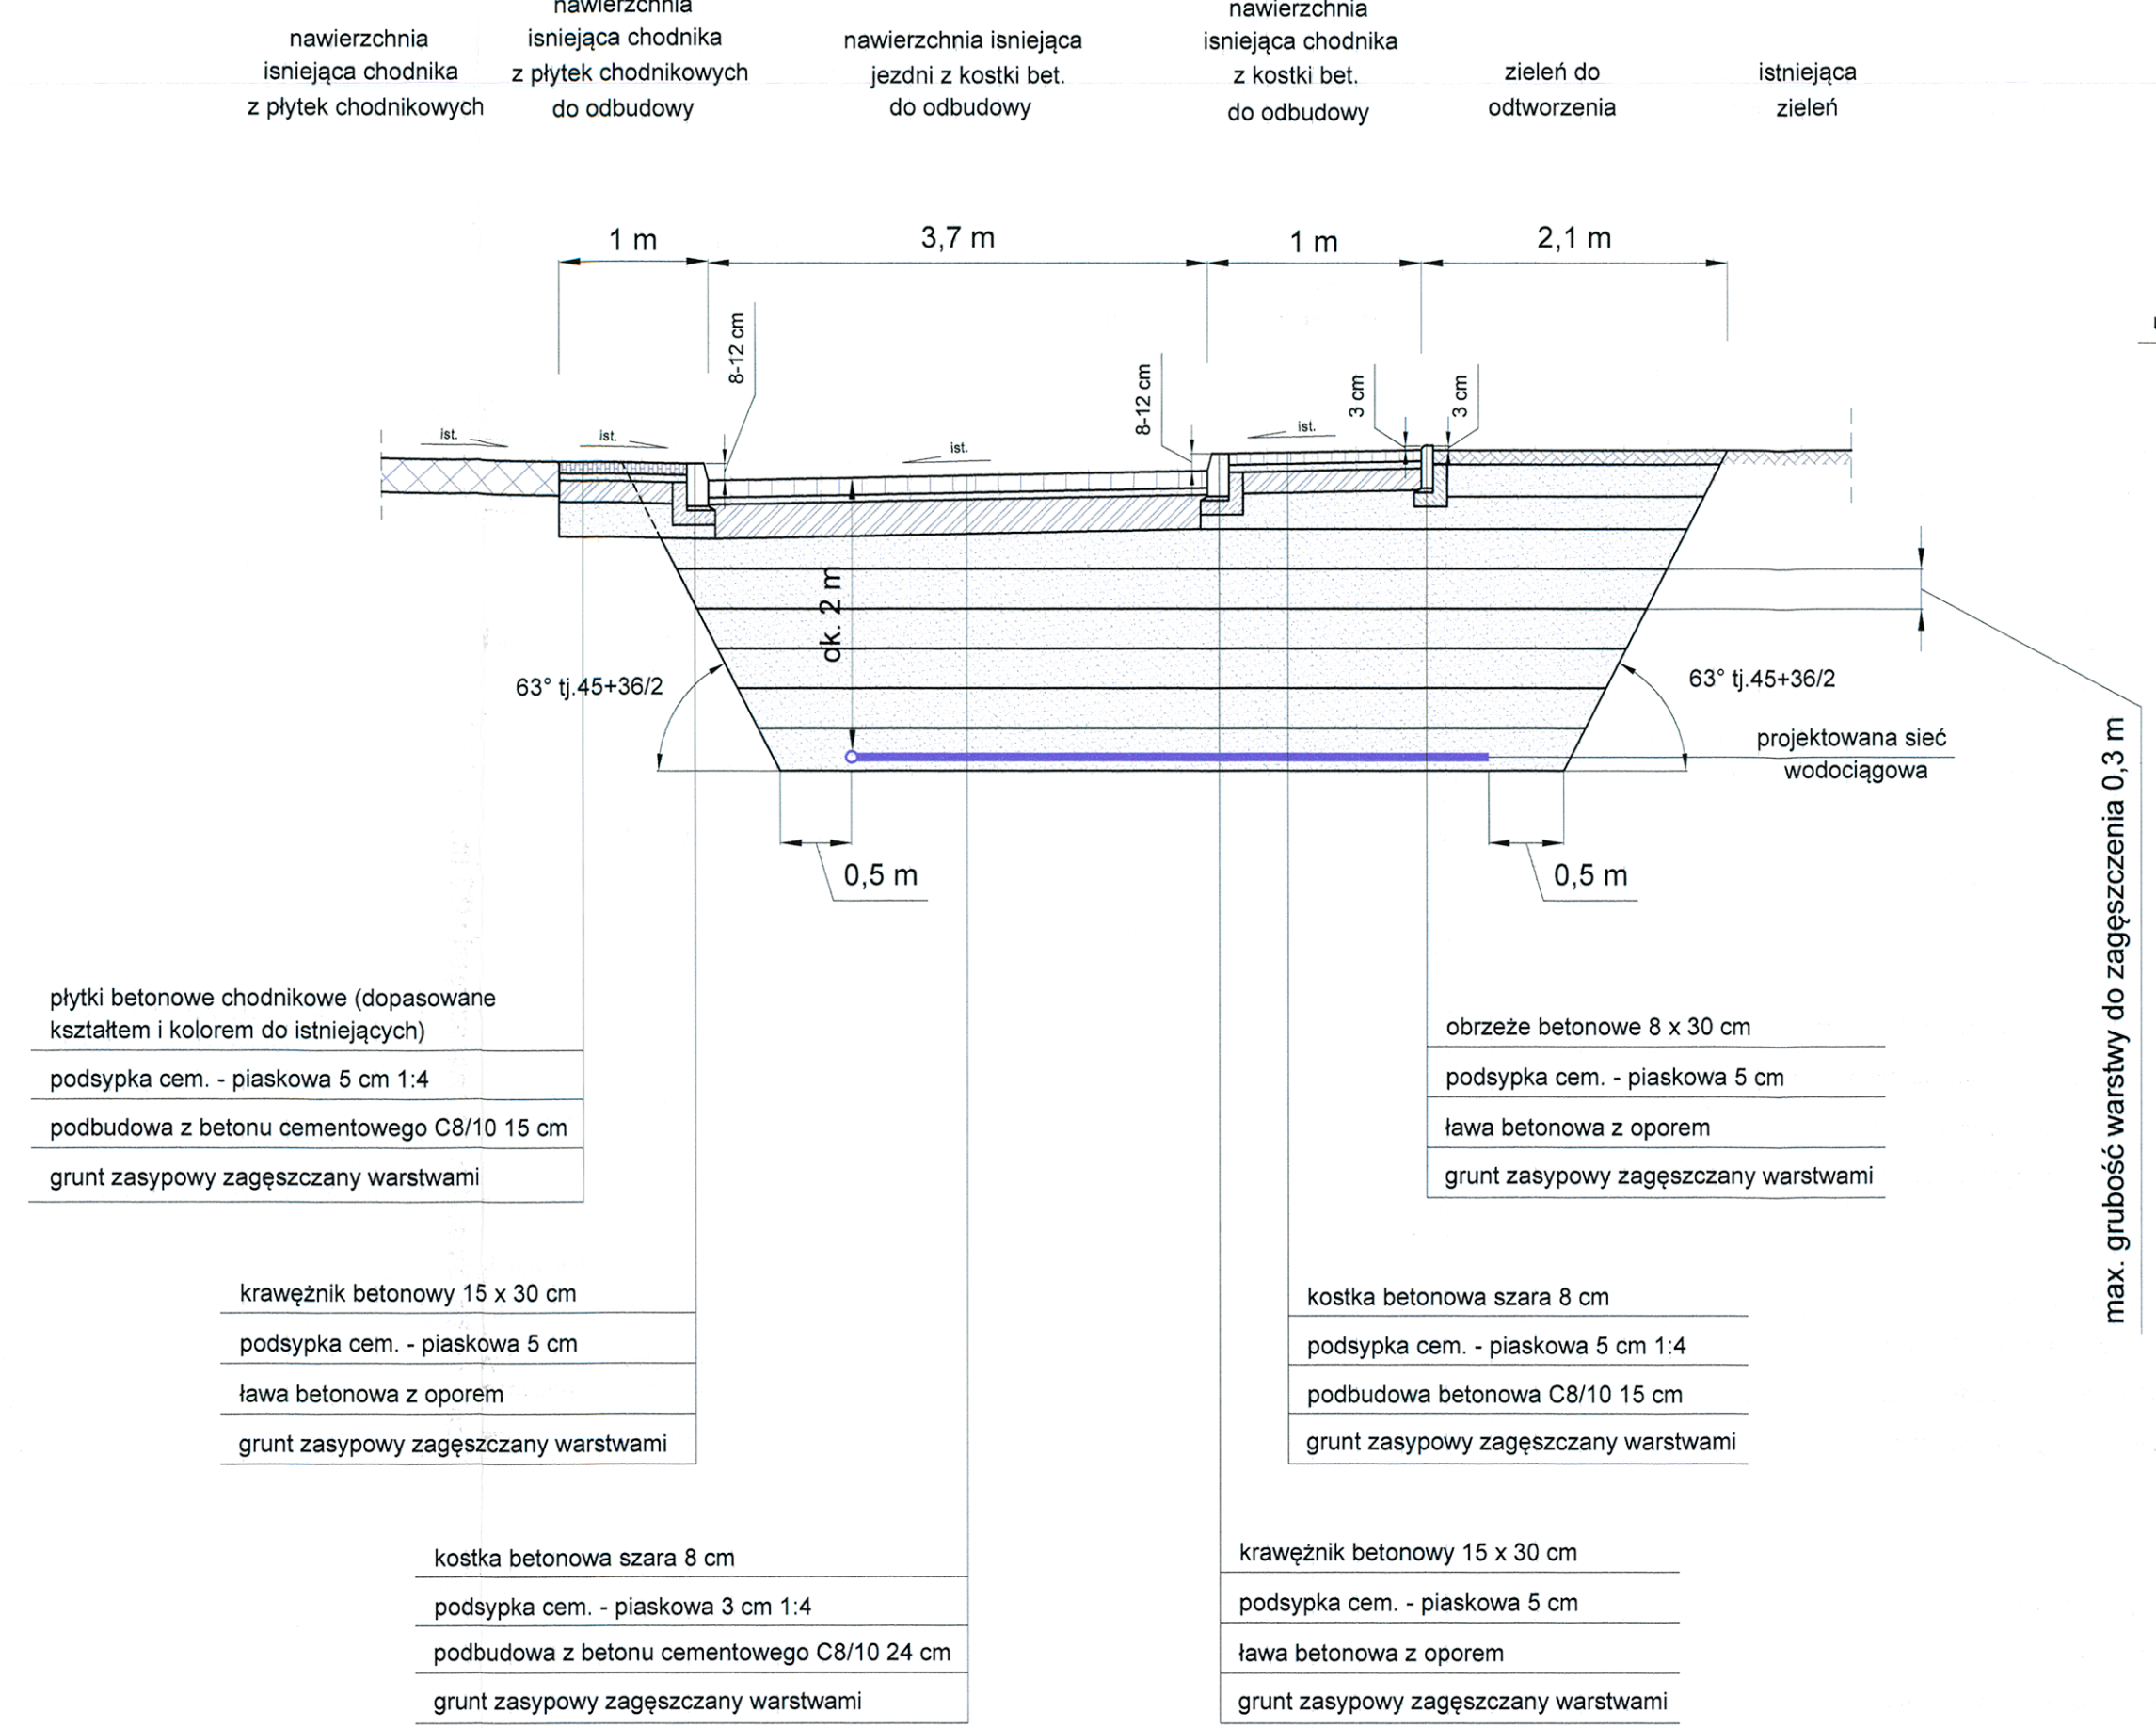 nawierzchnia
isniejąca chodnika
z płytek chodnikowych
nawierzchnia
isniejąca chodnika
z płytek chodnikowych
do odbudowy
nawierzchnia isniejąca
jezdni z kostki bet.
do odbudowy
nawierzchnia
isniejąca chodnika
z kostki bet.
do odbudowy
zieleń do
odtworzenia
istniejąca
zieleń
1 m
3,7 m
1 m
2,1 m
8-12 cm
8-12 cm
3 cm
3 cm
ist.
ist.
ist.
ist.
ok. 2 m
63° tj.45+36/2
63° tj.45+36/2
projektowana sieć
wodociągowa
0,5 m
0,5 m
max. grubość warstwy do zagęszczenia 0,3 m
płytki betonowe chodnikowe (dopasowane
kształtem i kolorem do istniejących)
podsypka cem. - piaskowa 5 cm 1:4
podbudowa z betonu cementowego C8/10 15 cm
grunt zasypowy zagęszczany warstwami
obrzeże betonowe 8 x 30 cm
podsypka cem. - piaskowa 5 cm
ława betonowa z oporem
grunt zasypowy zagęszczany warstwami
krawężnik betonowy 15 x 30 cm
podsypka cem. - piaskowa 5 cm
ława betonowa z oporem
grunt zasypowy zagęszczany warstwami
kostka betonowa szara 8 cm
podsypka cem. - piaskowa 5 cm 1:4
podbudowa betonowa C8/10 15 cm
grunt zasypowy zagęszczany warstwami
kostka betonowa szara 8 cm
podsypka cem. - piaskowa 3 cm 1:4
podbudowa z betonu cementowego C8/10 24 cm
grunt zasypowy zagęszczany warstwami
krawężnik betonowy 15 x 30 cm
podsypka cem. - piaskowa 5 cm
ława betonowa z oporem
grunt zasypowy zagęszczany warstwami